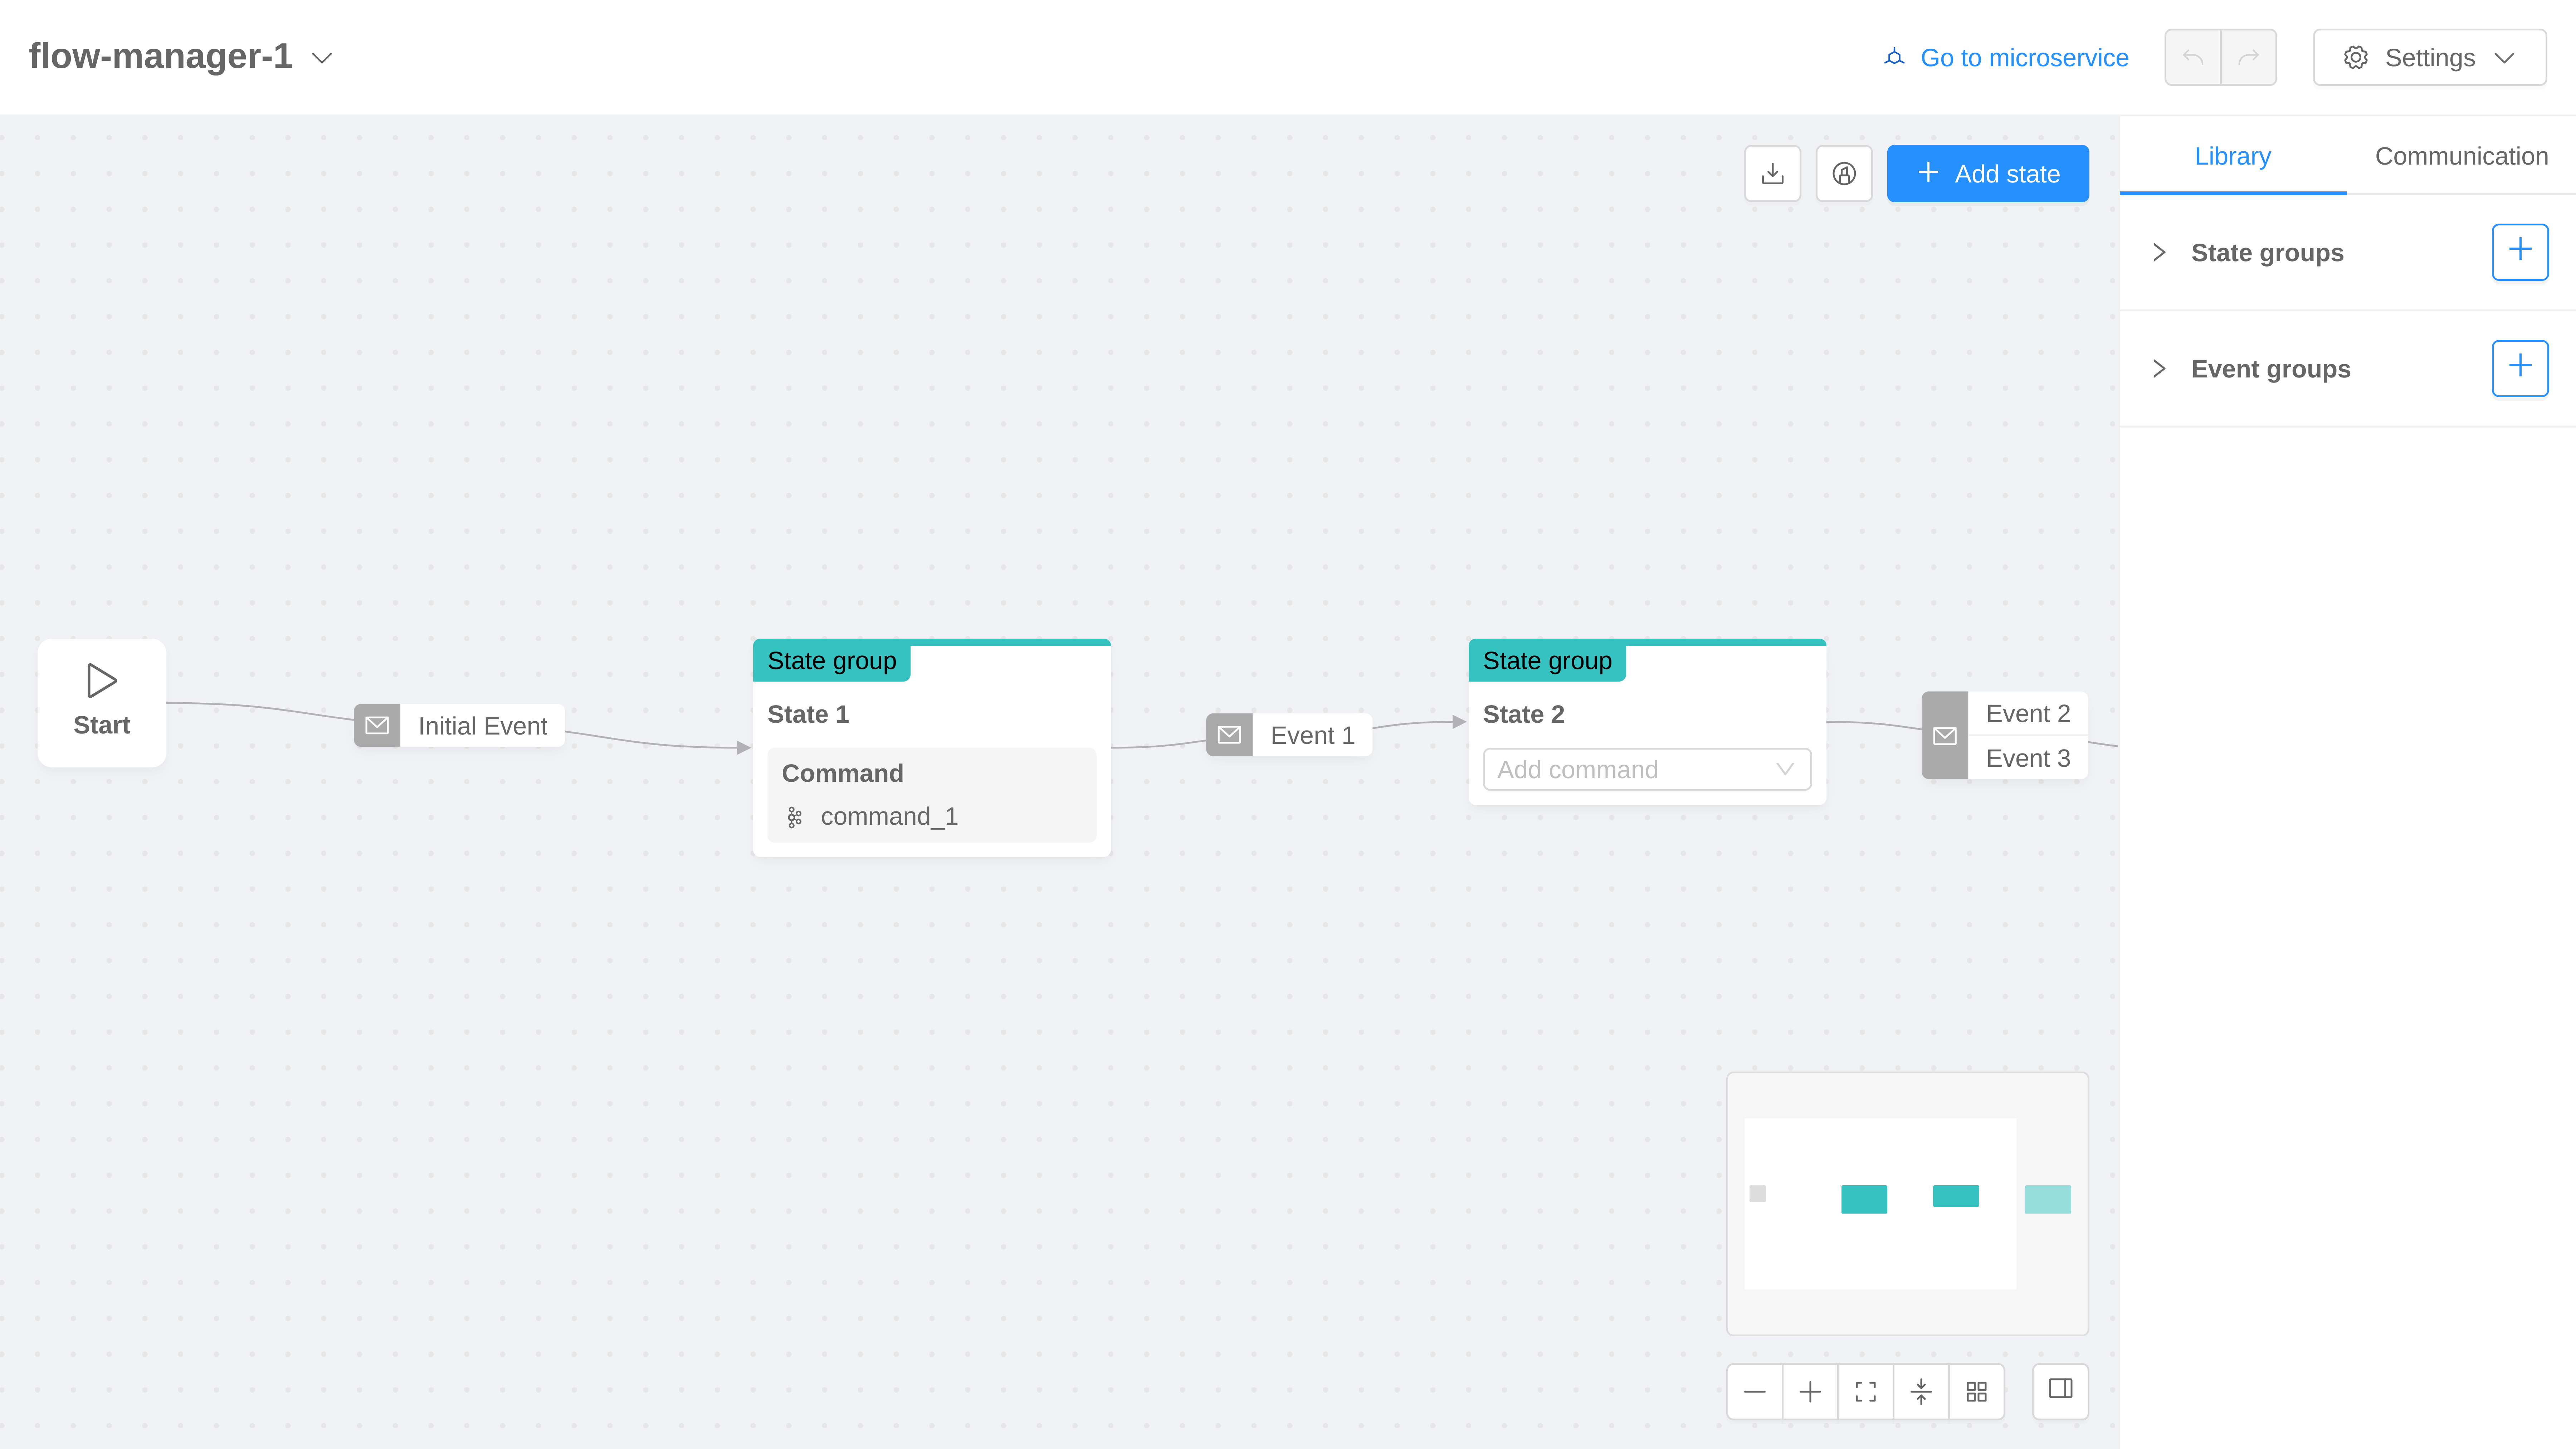 flow-manager-1
Go to microservice
Settings
Add state
Library
Communication
State groups
Event groups
Start
Initial Event
State group
State 1
Command
command_1
Event 1
State group
State 2
Add command
Event 2
Event 3